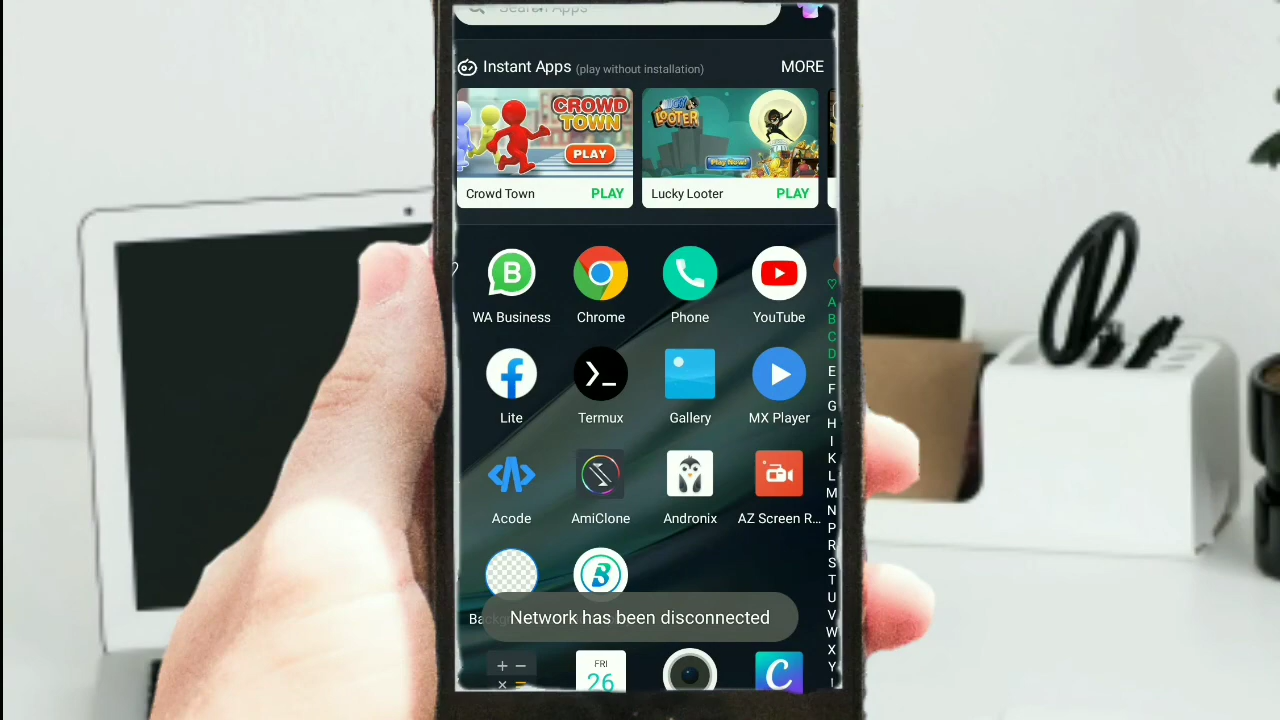 Search Apps
Instant Apps (play without installation) MORE
CROWD TOWN
PLAY
LUCKY LOOTER
Play Now!
Crowd Town PLAY
Lucky Looter PLAY
B
WA Business Chrome Phone YouTube
Lite Termux Gallery MX Player
Acode AmiClone Andronix AZ Screen R...
B
Network has been disconnected
FRI
26
C
A
B
C
D
E
F
G
H
I
K
L
M
N
P
R
S
T
U
V
W
X
Y